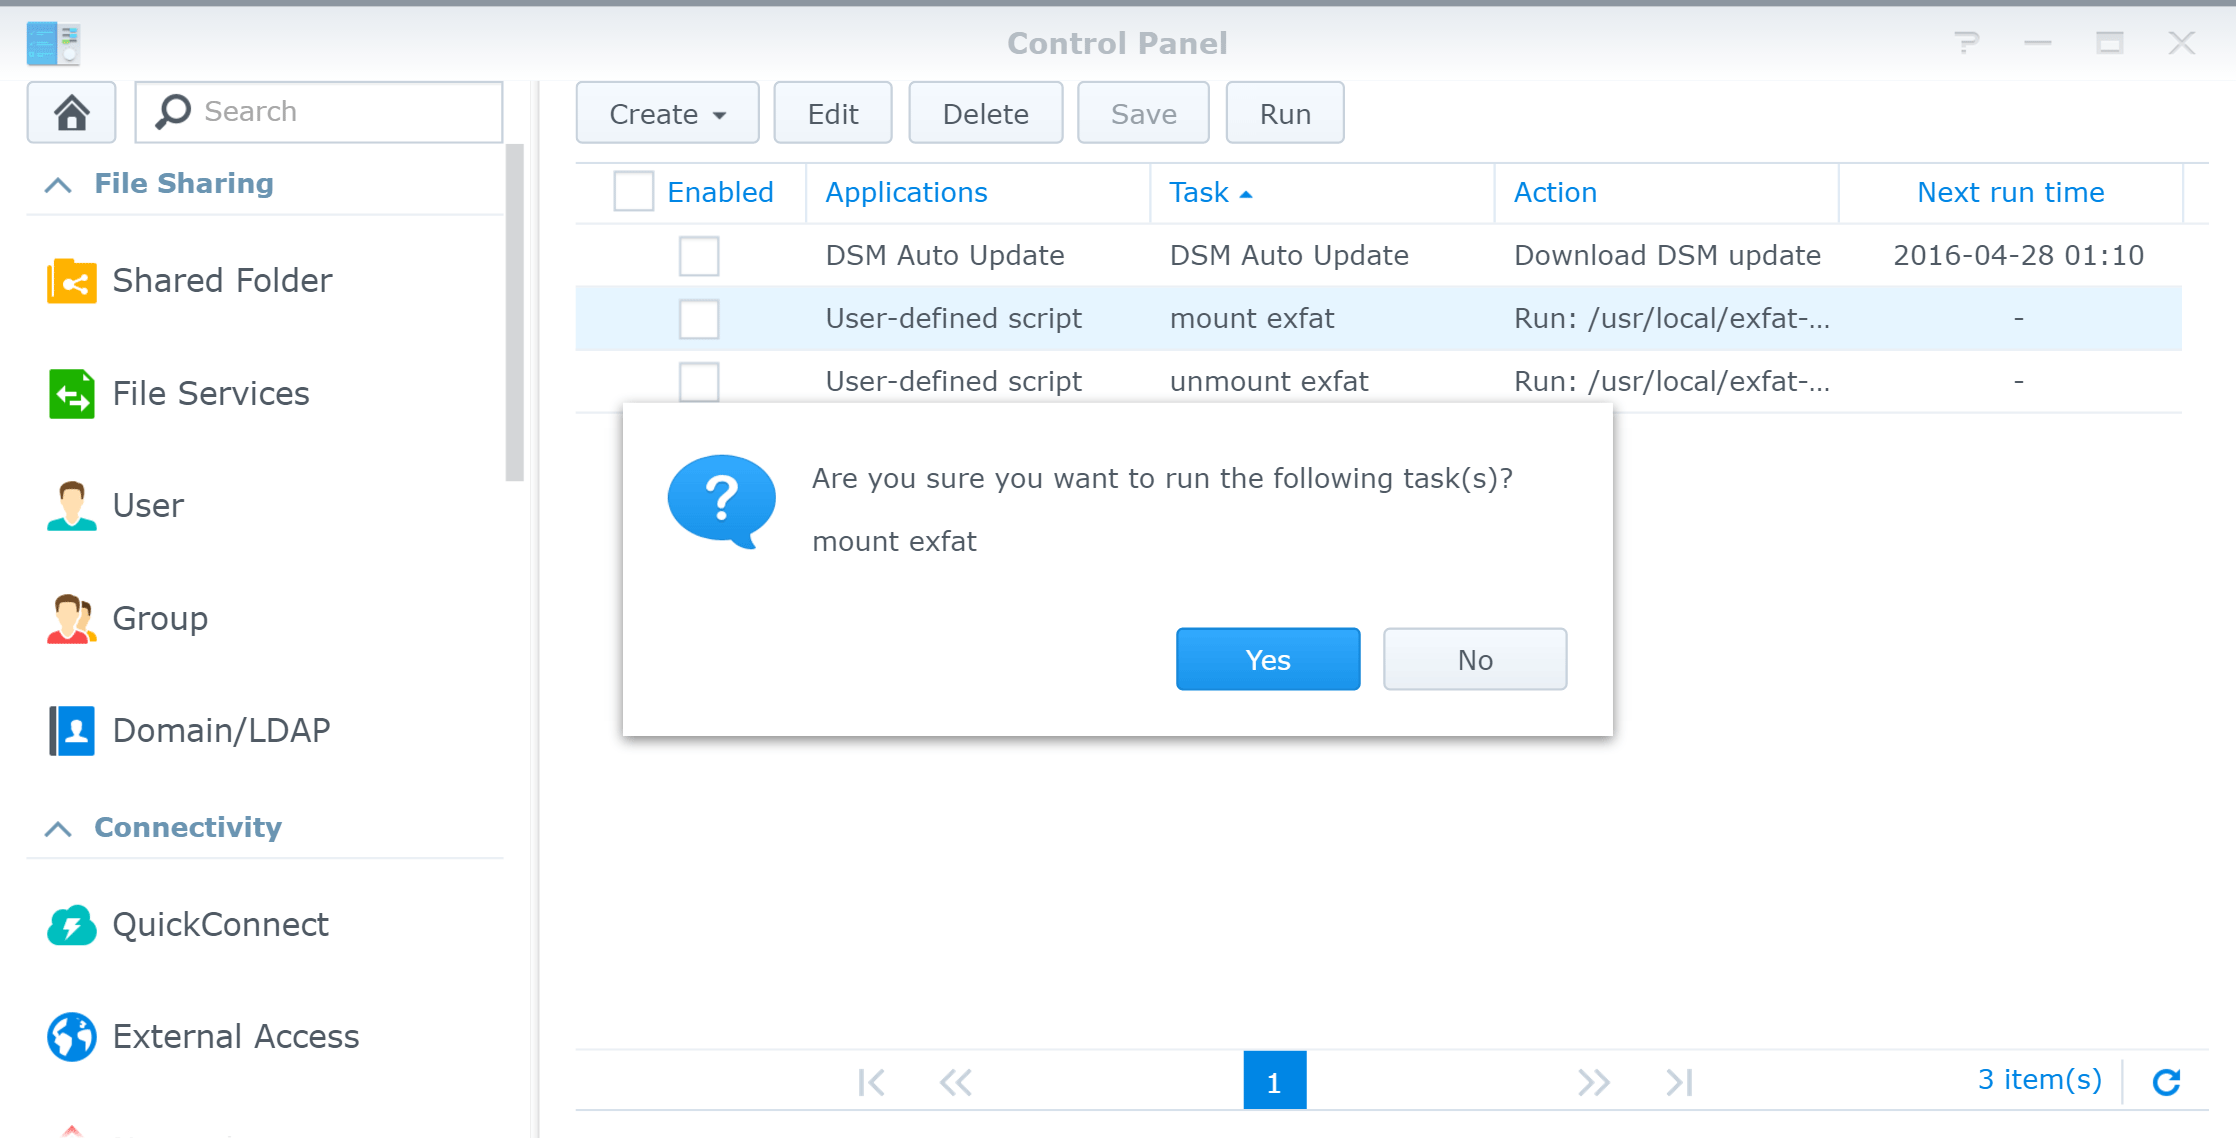 Control Panel
Search
File Sharing
Shared Folder
File Services
User
Group
Domain/LDAP
Connectivity
QuickConnect
External Access
Create Edit Delete Save Run
Enabled Applications Task Action Next run time
DSM Auto Update DSM Auto Update Download DSM update 2016-04-28 01:10
User-defined script mount exfat Run: /usr/local/exfat-... -
User-defined script unmount exfat Run: /usr/local/exfat-... -
Are you sure you want to run the following task(s)?
mount exfat
Yes No
1 3 item(s)